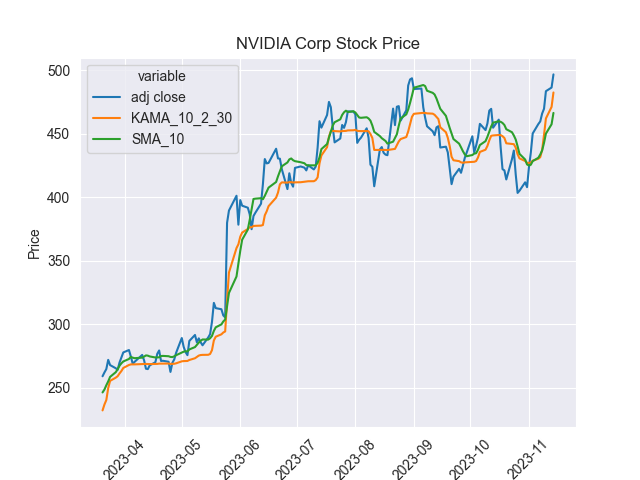 NVIDIA Corp Stock Price
variable
adj close
KAMA_10_2_30
SMA_10
Price
500
450
400
350
300
250
2023-04
2023-05
2023-06
2023-07
2023-08
2023-09
2023-10
2023-11